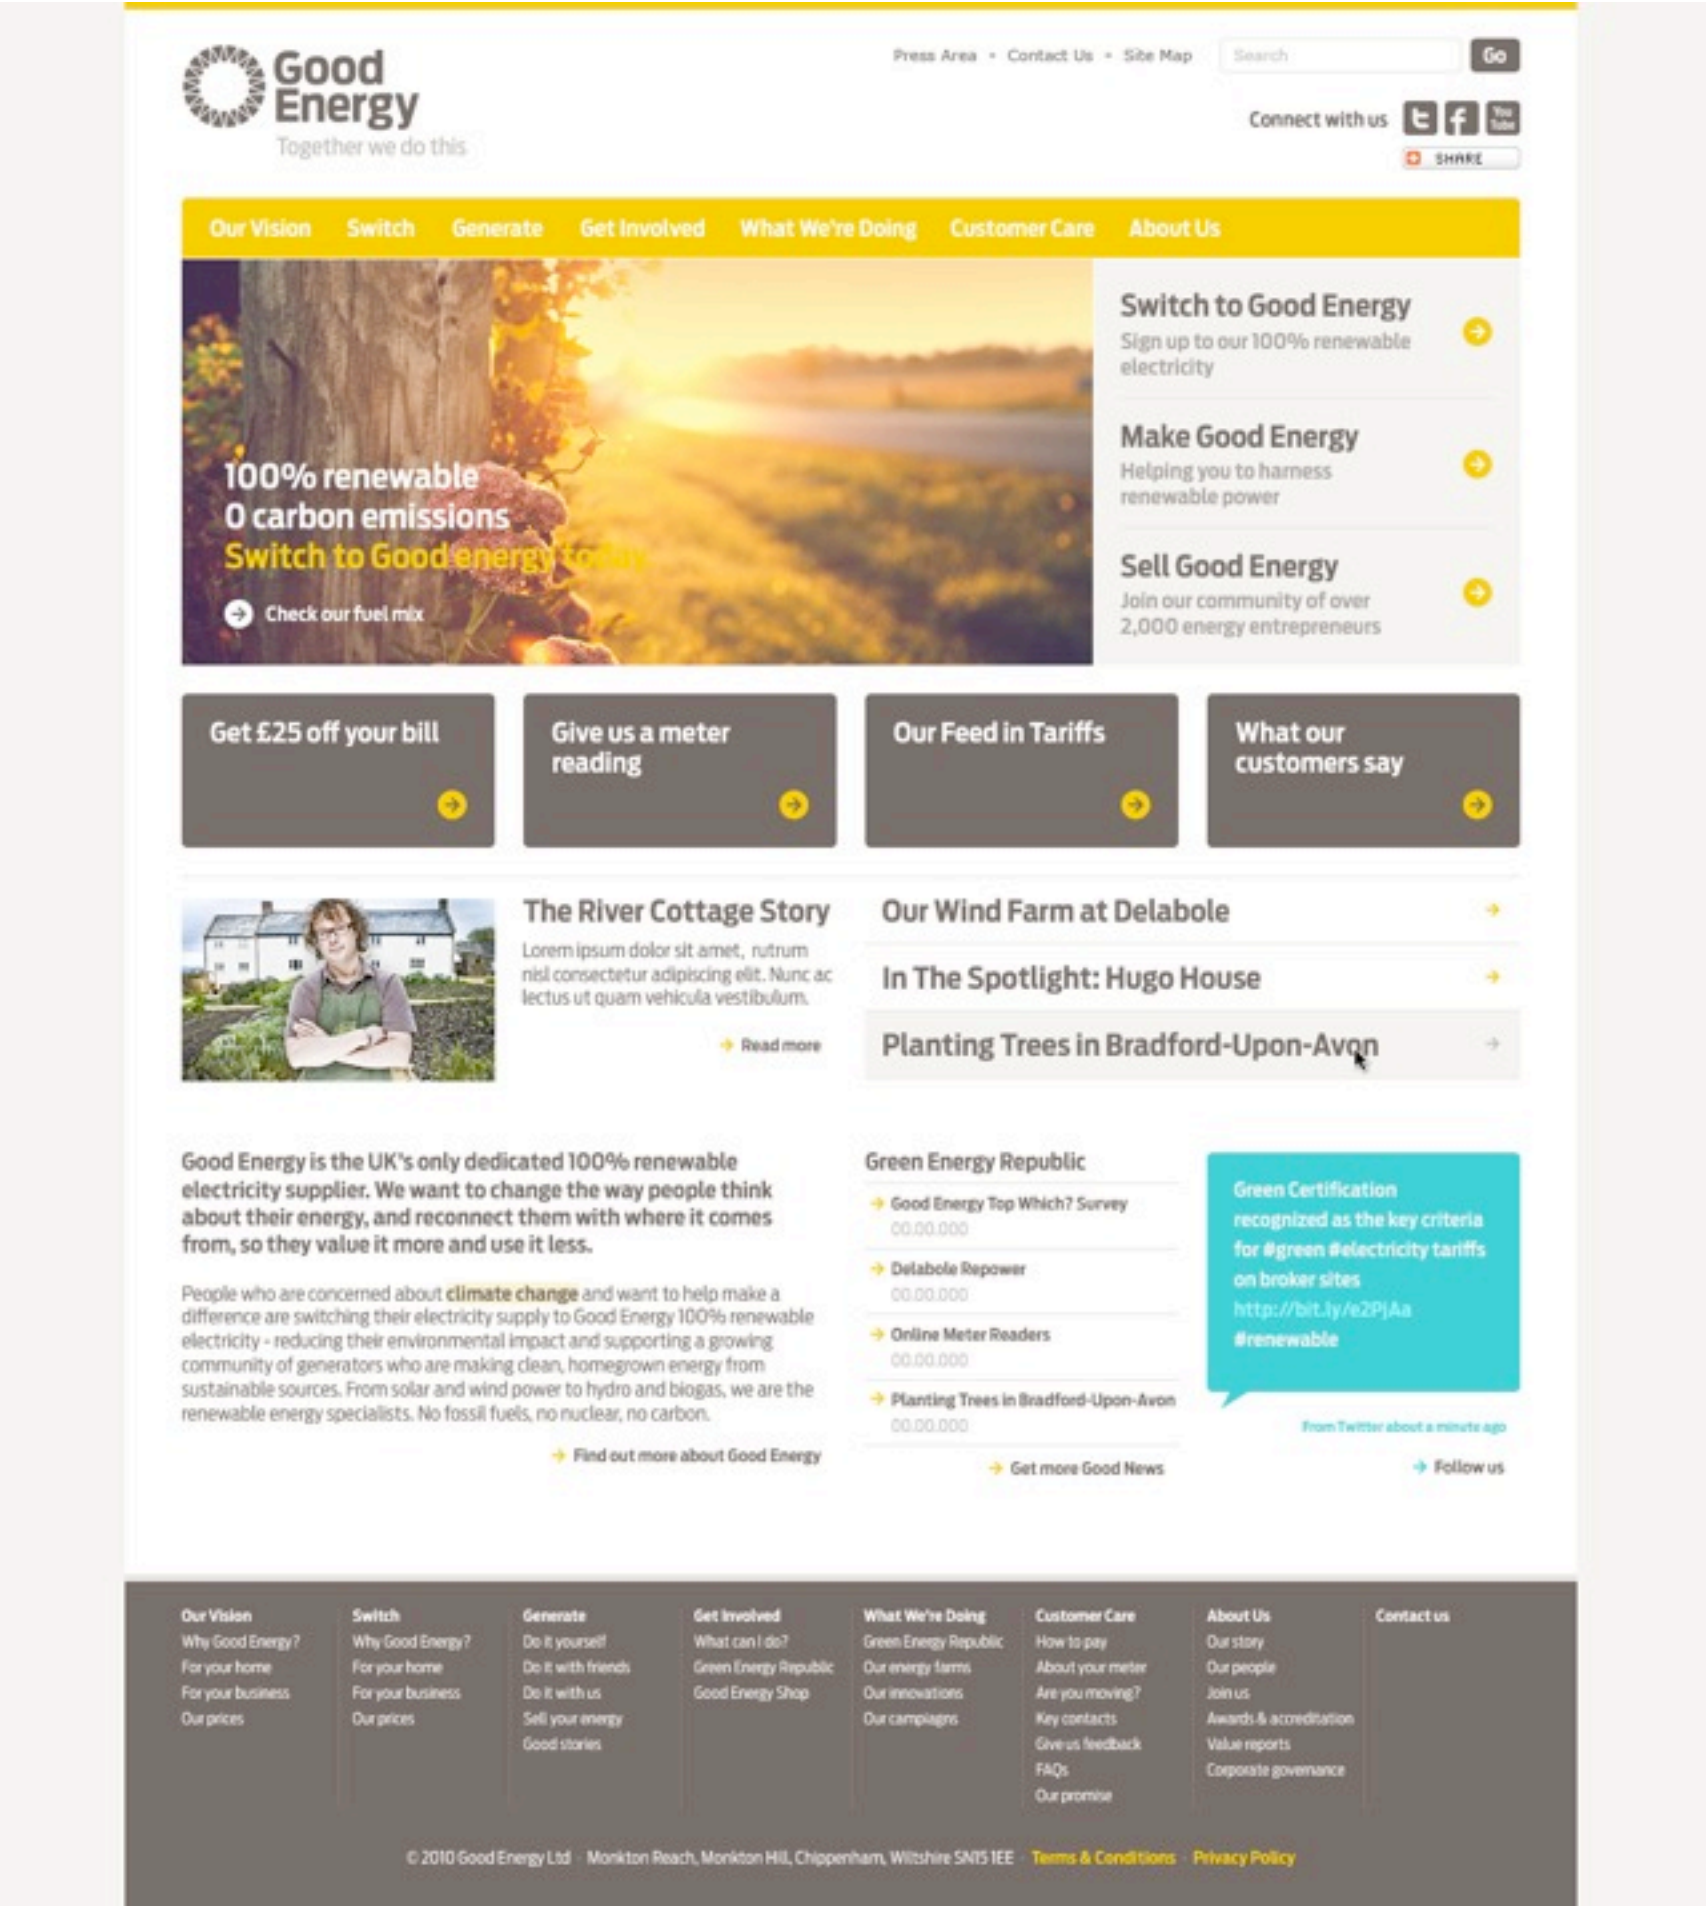 Good
Energy
Together we do this
Press Area • Contact Us • Site Map
Search
Go
Connect with us
You
Tube
SHARE
Our Vision Switch Generate Get Involved What We're Doing Customer Care About Us
100% renewable
0 carbon emissions
Switch to Good energy today
Check our fuel mix
Switch to Good Energy
Sign up to our 100% renewable
electricity
Make Good Energy
Helping you to harness
renewable power
Sell Good Energy
Join our community of over
2,000 energy entrepreneurs
Get £25 off your bill
Give us a meter
reading
Our Feed in Tariffs
What our
customers say
The River Cottage Story
Lorem ipsum dolor sit amet, rutrum
nisl consectetur adipiscing elit. Nunc ac
lectus ut quam vehicula vestibulum.
Read more
Our Wind Farm at Delabole
In The Spotlight: Hugo House
Planting Trees in Bradford-Upon-Avon
Good Energy is the UK's only dedicated 100% renewable
electricity supplier. We want to change the way people think
about their energy, and reconnect them with where it comes
from, so they value it more and use it less.
People who are concerned about climate change and want to help make a
difference are switching their electricity supply to Good Energy 100% renewable
electricity - reducing their environmental impact and supporting a growing
community of generators who are making clean, homegrown energy from
sustainable sources. From solar and wind power to hydro and biogas, we are the
renewable energy specialists. No fossil fuels, no nuclear, no carbon.
Find out more about Good Energy
Green Energy Republic
Good Energy Top Which? Survey
00.00.000
Delabole Repower
00.00.000
Online Meter Readers
00.00.000
Planting Trees in Bradford-Upon-Avon
00.00.000
Get more Good News
Green Certification
recognized as the key criteria
for #green #electricity tariffs
on broker sites
http://bit.ly/e2PjAa
#renewable
From Twitter about a minute ago
Follow us
Our Vision
Why Good Energy?
For your home
For your business
Our prices
Switch
Why Good Energy?
For your home
For your business
Our prices
Generate
Do it yourself
Do it with friends
Do it with us
Sell your energy
Good stories
Get Involved
What can I do?
Green Energy Republic
Good Energy Shop
What We're Doing
Green Energy Republic
Our energy farms
Our innovations
Our campiagns
Customer Care
How to pay
About your meter
Are you moving?
Key contacts
Give us feedback
FAQs
Our promise
About Us
Our story
Our people
Join us
Awards & accreditation
Value reports
Corporate governance
Contact us
© 2010 Good Energy Ltd - Monkton Reach, Monkton Hill, Chippenham, Wiltshire SN15 1EE - Terms & Conditions - Privacy Policy